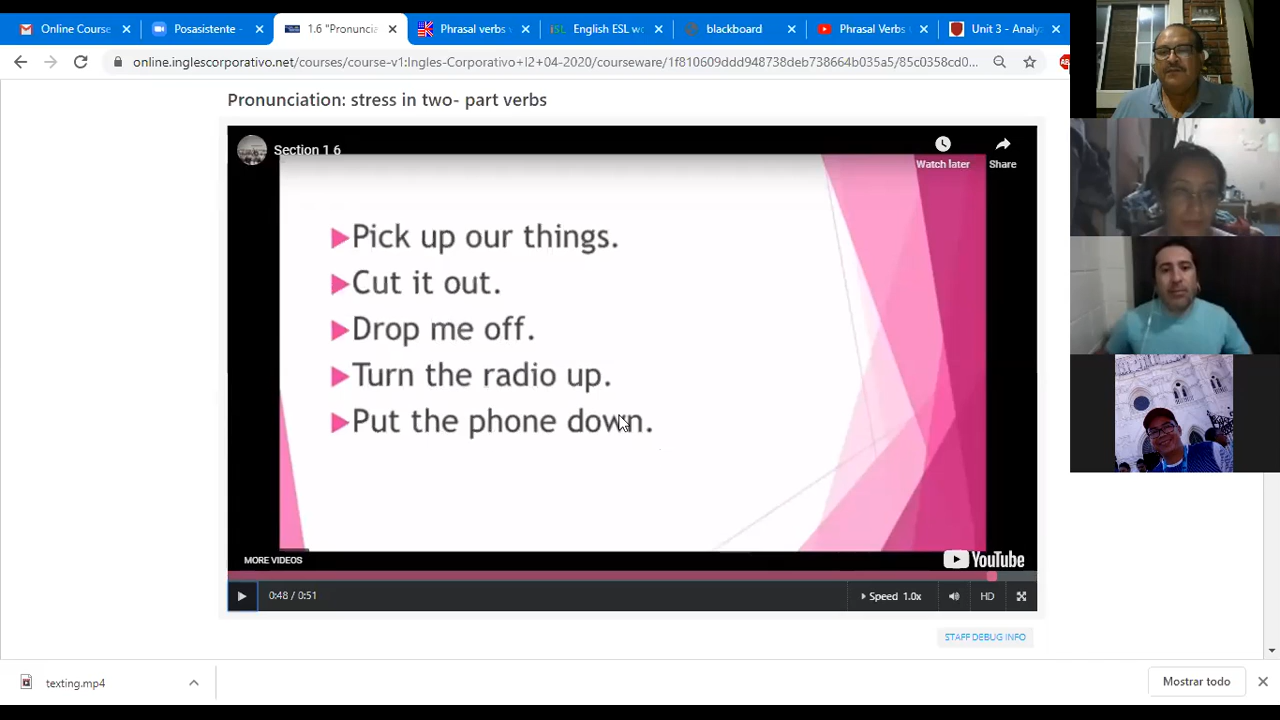 Online Course
Posasistente -
1.6 "Pronuncia
Phrasal verbs
English ESL wo
blackboard
Phrasal Verbs
Unit 3 - Analy
online.inglescorporativo.net/courses/course-v1:Ingles-Corporativo+I2+04-2020/courseware/1f810609ddd948738deb738664b035a5/85c0358cd0...
Pronunciation: stress in two- part verbs
Section 1 6
Watch later
Share
Pick up our things.
Cut it out.
Drop me off.
Turn the radio up.
Put the phone down.
MORE VIDEOS
YouTube
0:48 / 0:51
Speed 1.0x
HD
STAFF DEBUG INFO
texting.mp4
Mostrar todo